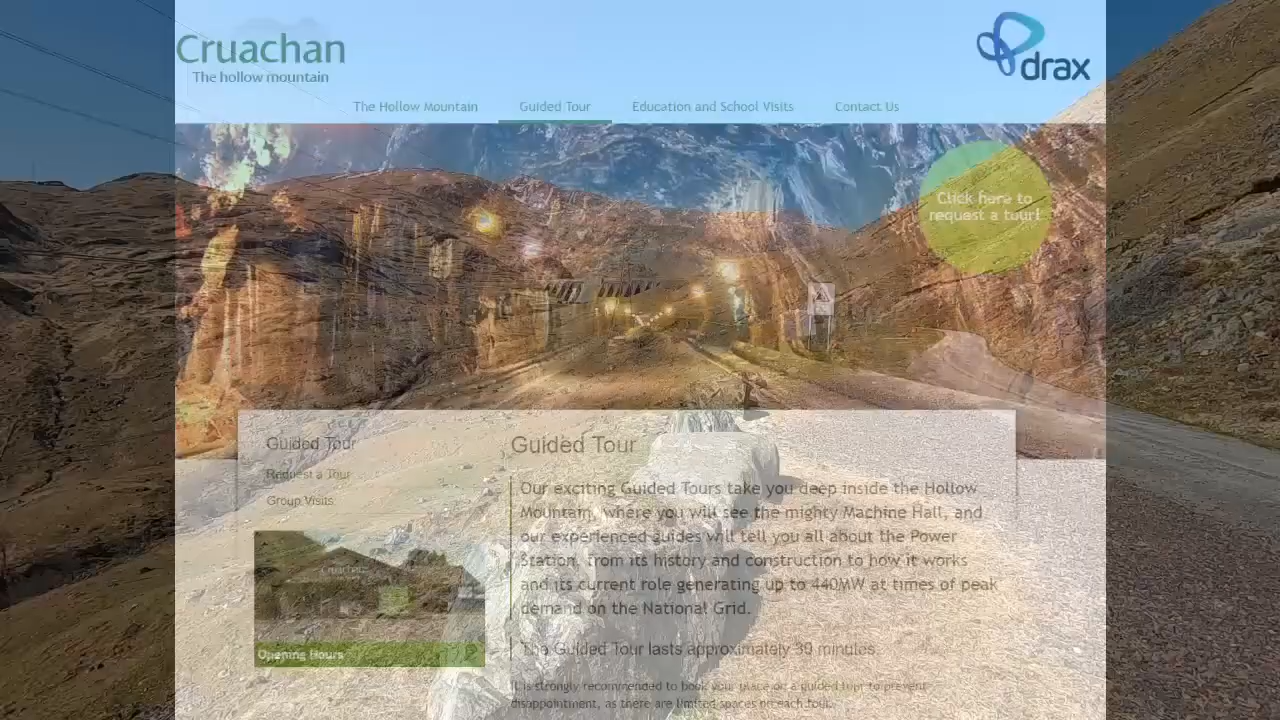 Cruachan
The hollow mountain
drax
The Hollow Mountain
Guided Tour
Education and School Visits
Contact Us
Click here to
request a tour!
Guided Tour
Request a Tour
Group Visits
Cruachan
Opening Hours
Guided Tour
Our exciting Guided Tours take you deep inside the Hollow
Mountain, where you will see the mighty Machine Hall, and
our experienced guides will tell you all about the Power
Station, from its history and construction to how it works
and its current role generating up to 440MW at times of peak
demand on the National Grid.
The Guided Tour lasts approximately 30 minutes.
It is strongly recommended to book your place on a guided tour to prevent
disappointment, as there are limited spaces on each tour.